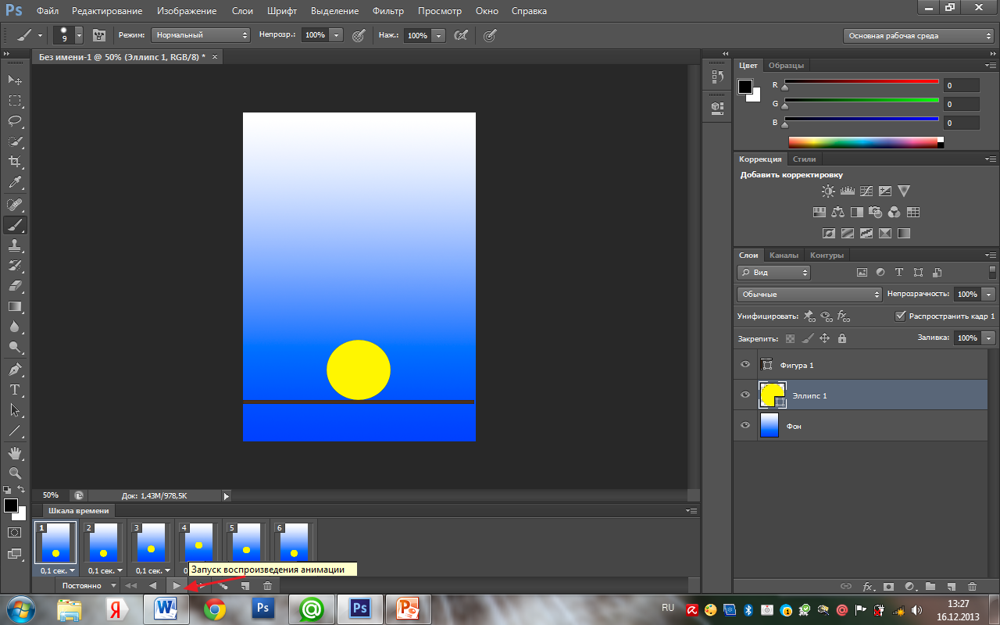 Ps Файл Редактирование Изображение Слои Шрифт Выделение Фильтр Просмотр Окно Справка
9 Режим: Нормальный Непрозр.: 100% Наж.: 100% Основная рабочая среда
Без имени-1 @ 50% (Эллипс 1, RGB/8) * ×
Цвет Образцы
R 0
G 0
B 0
Коррекция Стили
Добавить корректировку
Слои Каналы Контуры
Вид
Обычные Непрозрачность: 100%
Унифицировать: Распространить кадр 1
Закрепить: Заливка: 100%
Фигура 1
Эллипс 1
Фон
50% Док: 1,43M/978,5K
Шкала времени
1 2 3 4 5 6
0,1 сек. 0,1 сек. 0,1 сек.
Запуск воспроизведения анимации
Постоянно
fx
Я W Ps Ps P
RU 13:27
16.12.2013